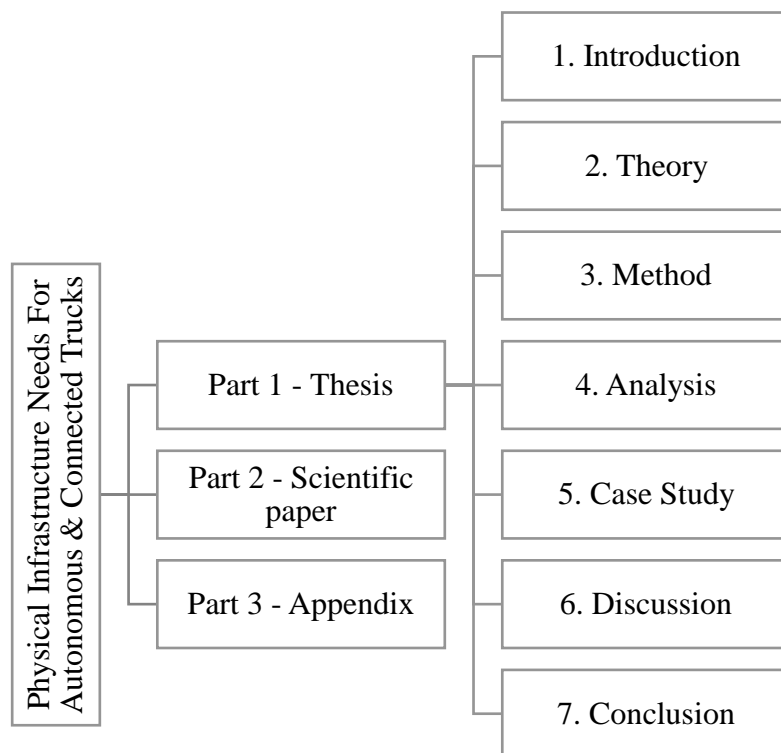 Physical Infrastructure Needs For
Autonomous & Connected Trucks
Part 1 - Thesis
Part 2 - Scientific
paper
Part 3 - Appendix
1. Introduction
2. Theory
3. Method
4. Analysis
5. Case Study
6. Discussion
7. Conclusion